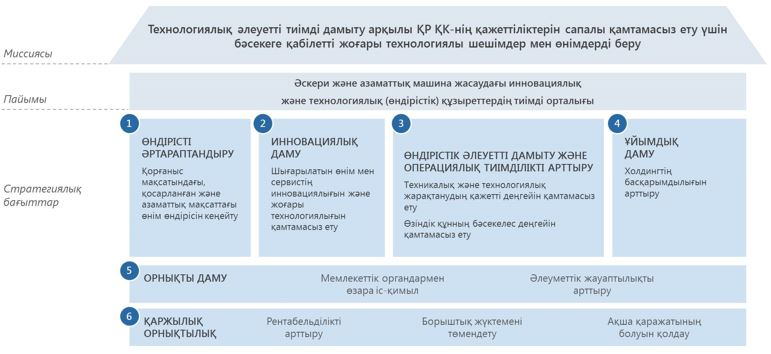 Технологиялық әлеуетті тиімді дамыту арқылы ҚР ҚК-нің қажеттіліктерін сапалы қамтамасыз ету үшін
бәсекеге қабілетті жоғары технологиялы шешімдер мен өнімдерді беру
Миссиясы
Әскери және азаматтық машина жасаудағы инновациялық
және технологиялық (өндірістік) құзыреттердің тиімді орталығы
Пайымы
Стратегиялық
бағыттар
1
ӨНДІРІСТІ
ӘРТАРАПТАНДЫРУ
Қорғаныс
мақсатындағы,
қосарланған және
азаматтық мақсаттағы
өнім өндірісін кеңейту
2
ИННОВАЦИЯЛЫҚ
ДАМУ
Шығарылатын өнім мен
сервистің
инновациялығын және
жоғары
технологиялығын
қамтамасыз ету
3
ӨНДІРІСТІК ӘЛЕУЕТТІ ДАМЫТУ ЖӘНЕ
ОПЕРАЦИЯЛЫҚ ТИІМДІЛІКТІ АРТТЫРУ
Техникалық және технологиялық
жарақтанудың қажетті деңгейін қамтамасыз
ету
Өзіндік құнның бәсекелес деңгейін
қамтамасыз ету
4
ҰЙЫМДЫҚ
ДАМУ
Холдингтің
басқарымдылығын
арттыру
5
ОРНЫҚТЫ ДАМУ
Мемлекеттік органдармен
өзара іс-қимыл
Әлеуметтік жауаптылықты
арттыру
6
ҚАРЖЫЛЫҚ
ОРНЫҚТЫЛЫҚ
Рентабельділікті
арттыру
Борыштық жүктемені
төмендету
Ақша қаражатының
болуын қолдау